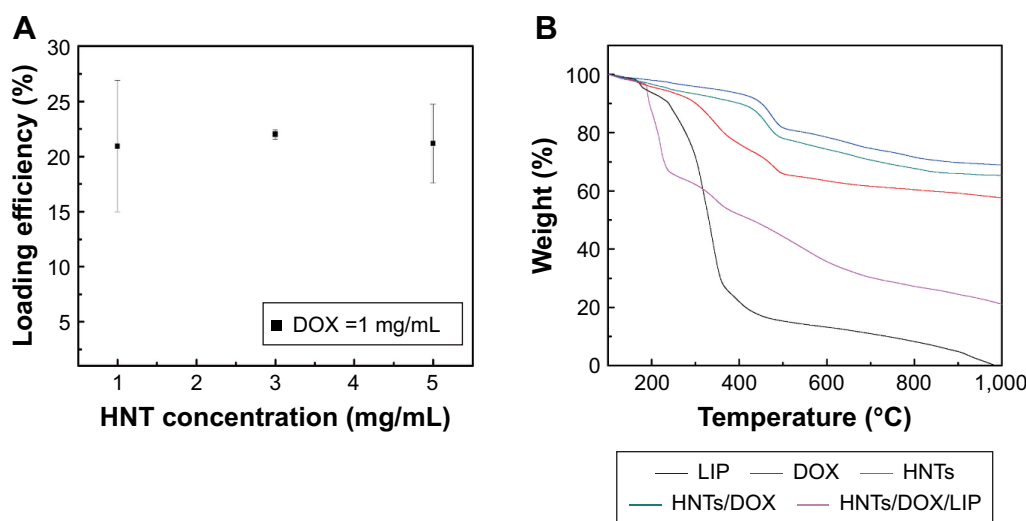 A
B
Loading efficiency (%)
30
25
20
15
10
5
1
2
3
4
5
HNT concentration (mg/mL)
DOX =1 mg/mL
Weight (%)
100
80
60
40
20
0
200
400
600
800
1,000
Temperature (°C)
LIP DOX HNTs
HNTs/DOX HNTs/DOX/LIP